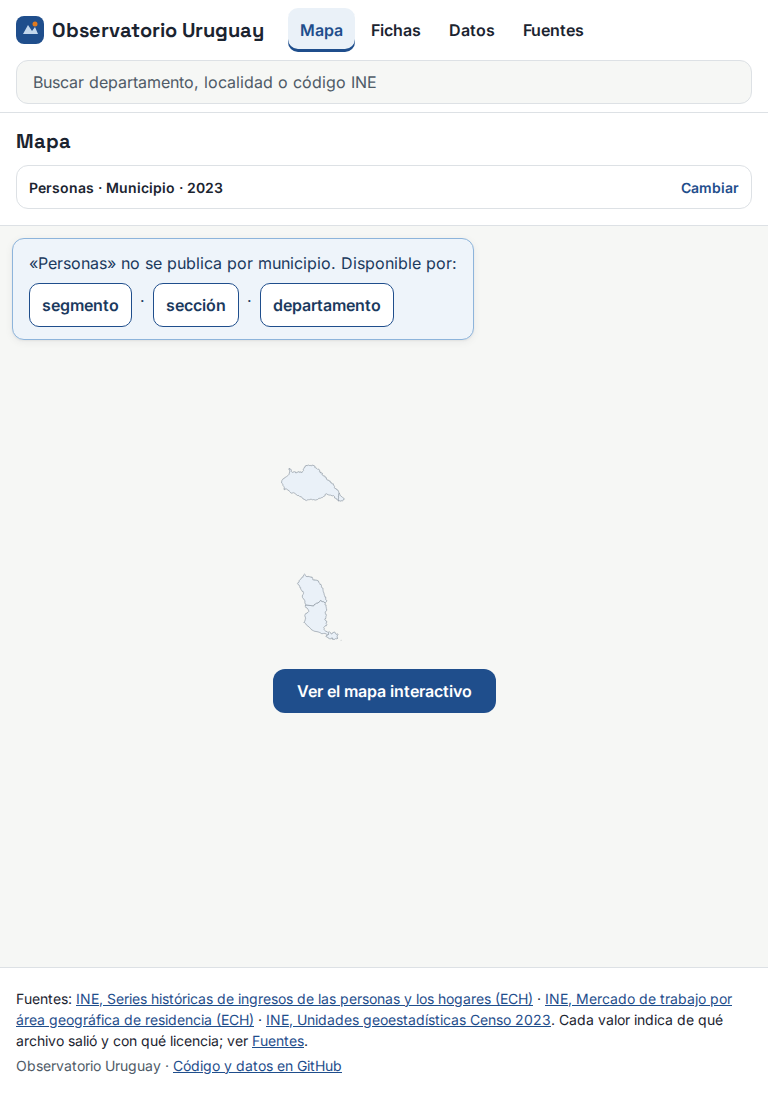 Observatorio Uruguay
Mapa
Fichas
Datos
Fuentes
Buscar departamento, localidad o código INE
Mapa
Personas · Municipio · 2023
Cambiar
«Personas» no se publica por municipio. Disponible por:
segmento · sección · departamento
Ver el mapa interactivo
Fuentes: INE, Series históricas de ingresos de las personas y los hogares (ECH) · INE, Mercado de trabajo por
área geográfica de residencia (ECH) · INE, Unidades geoestadísticas Censo 2023. Cada valor indica de qué
archivo salió y con qué licencia; ver Fuentes.
Observatorio Uruguay · Código y datos en GitHub